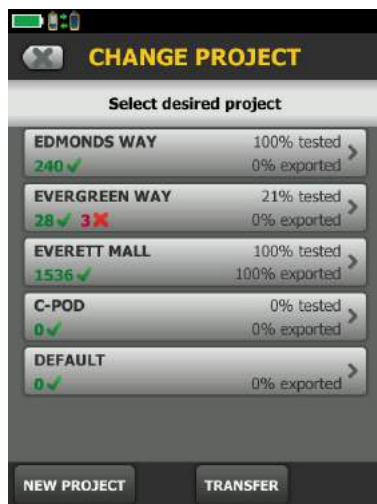 CHANGE PROJECT
Select desired project
EDMONDS WAY 100% tested
240 0% exported
EVERGREEN WAY 21% tested
28 3 0% exported
EVERETT MALL 100% tested
1536 100% exported
C-POD 0% tested
0 0% exported
DEFAULT
0 0% exported
NEW PROJECT TRANSFER